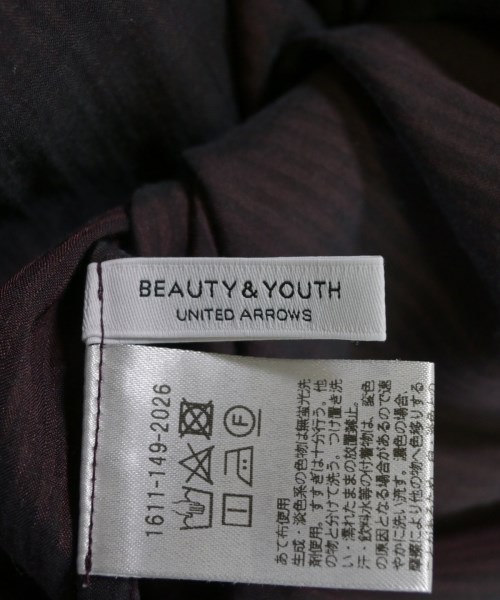 BEAUTY & YOUTH
UNITED ARROWS
1611-149-2026
F
あて布使用
生成・淡色系の色物は無蛍光洗
剤使用。すすぎは十分行う。他
の物と分けて洗う。つけ置き洗
い・濡れたままの放置禁止。
汗・飲料水等の付着物は、変色
の原因となる場合があるので速
やかに洗い流す。濃色の場合、
摩擦により他の物へ色移りする